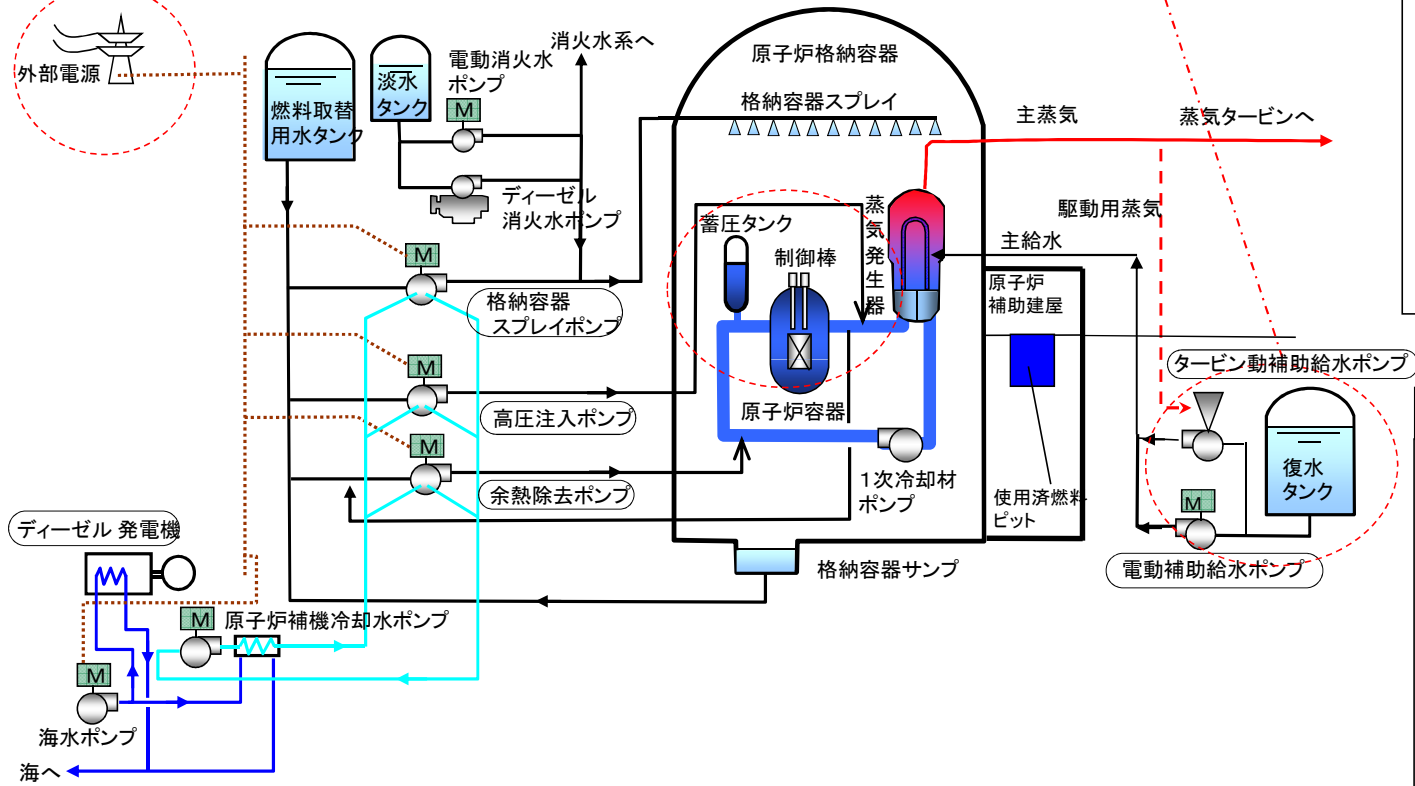 外部電源
燃料取替
用水タンク
淡水
タンク
電動消火水
ポンプ
M
消火水系へ
ディーゼル
消火水ポンプ
原子炉格納容器
格納容器スプレイ
主蒸気
蒸気タービンへ
駆動用蒸気
主給水
蒸気発生器
蓄圧タンク
制御棒
原子炉容器
1次冷却材
ポンプ
原子炉
補助建屋
使用済燃料
ピット
M
格納容器
スプレイポンプ
M
高圧注入ポンプ
M
余熱除去ポンプ
タービン動補助給水ポンプ
復水
タンク
M
電動補助給水ポンプ
格納容器サンプ
ディーゼル 発電機
M
原子炉補機冷却水ポンプ
M
海水ポンプ
海へ